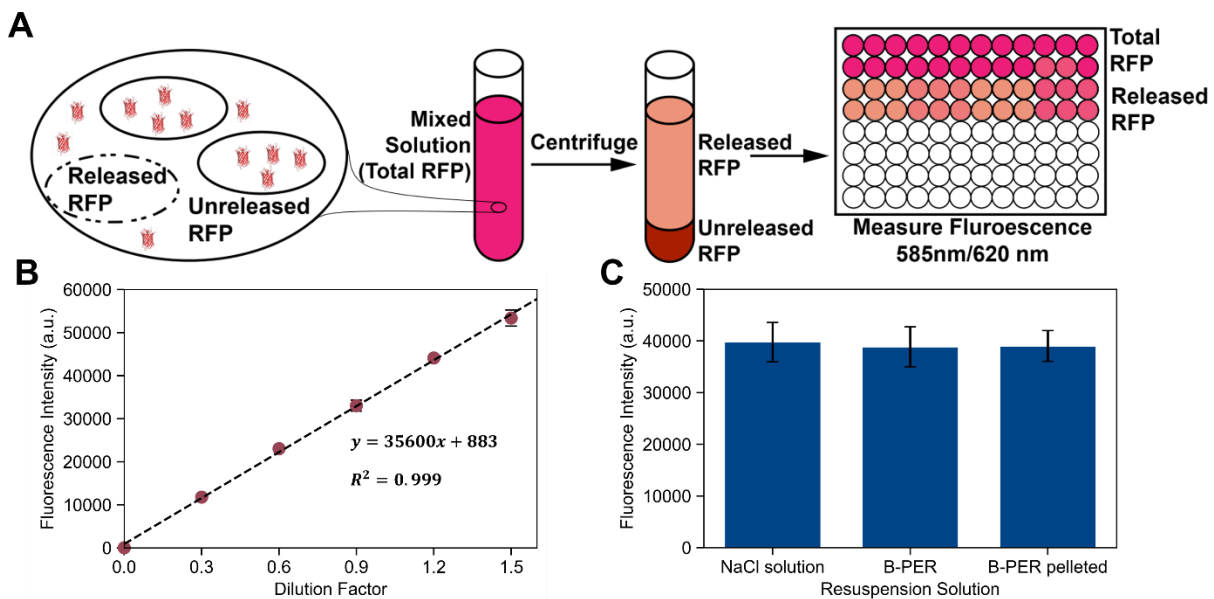 A
Released
RFP
Unreleased
RFP
Mixed
Solution
(Total RFP)
Centrifuge
Released
RFP
Unreleased
RFP
Total
RFP
Released
RFP
Measure Fluroescence
585nm/620 nm
B
Fluorescence Intensity (a.u.)
60000
50000
40000
30000
20000
10000
0
y = 35600x + 883
R² = 0.999
0.0 0.3 0.6 0.9 1.2 1.5
Dilution Factor
C
Fluorescence Intensity (a.u.)
50000
40000
30000
20000
10000
0
NaCl solution B-PER B-PER pelleted
Resuspension Solution